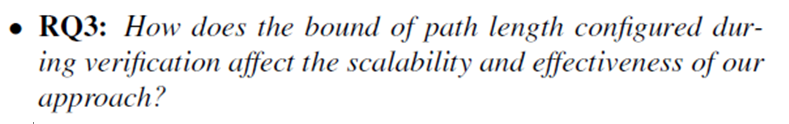 • RQ3: How does the bound of path length configured dur-
ing verification affect the scalability and effectiveness of our
approach?